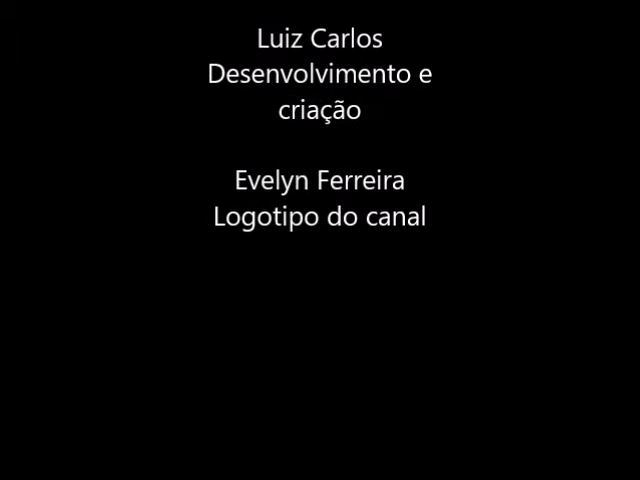 Luiz Carlos
Desenvolvimento e
criação
Evelyn Ferreira
Logotipo do canal